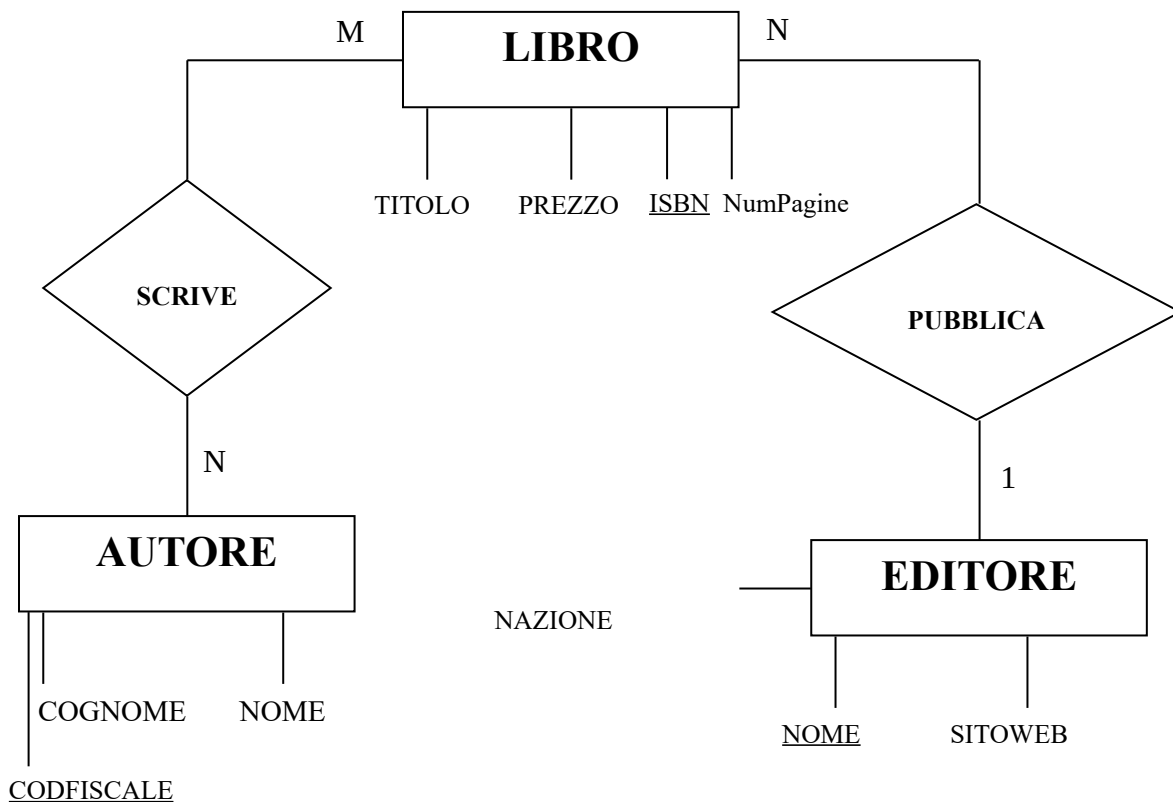 M
LIBRO
N
TITOLO
PREZZO
ISBN
NumPagine
SCRIVE
PUBBLICA
N
1
AUTORE
EDITORE
NAZIONE
COGNOME
NOME
NOME
SITOWEB
CODFISCALE